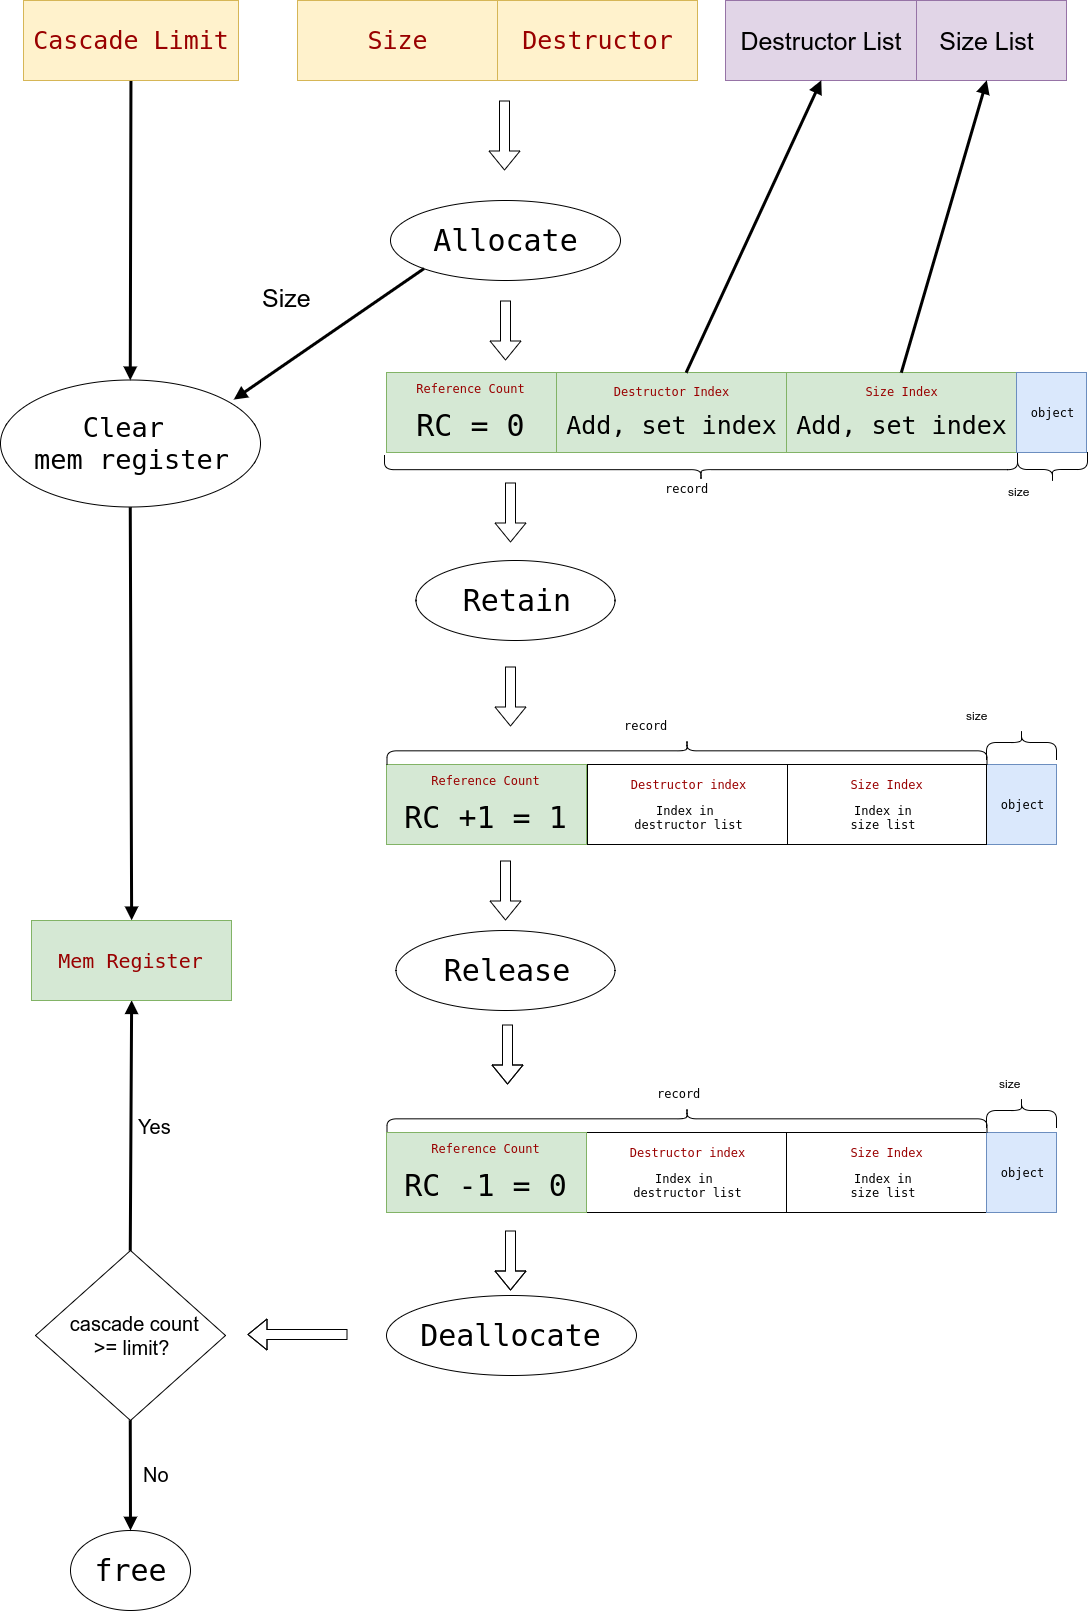 Cascade Limit
Size
Destructor
Destructor List
Size List
Allocate
Size
Reference Count
RC = 0
Destructor Index
Add, set index
Size Index
Add, set index
object
Clear
mem register
record
size
Retain
record
size
Reference Count
RC +1 = 1
Destructor index
Index in
destructor list
Size Index
Index in
size list
object
Mem Register
Release
record
size
Yes
Reference Count
RC -1 = 0
Destructor index
Index in
destructor list
Size Index
Index in
size list
object
cascade count
>= limit?
Deallocate
No
free